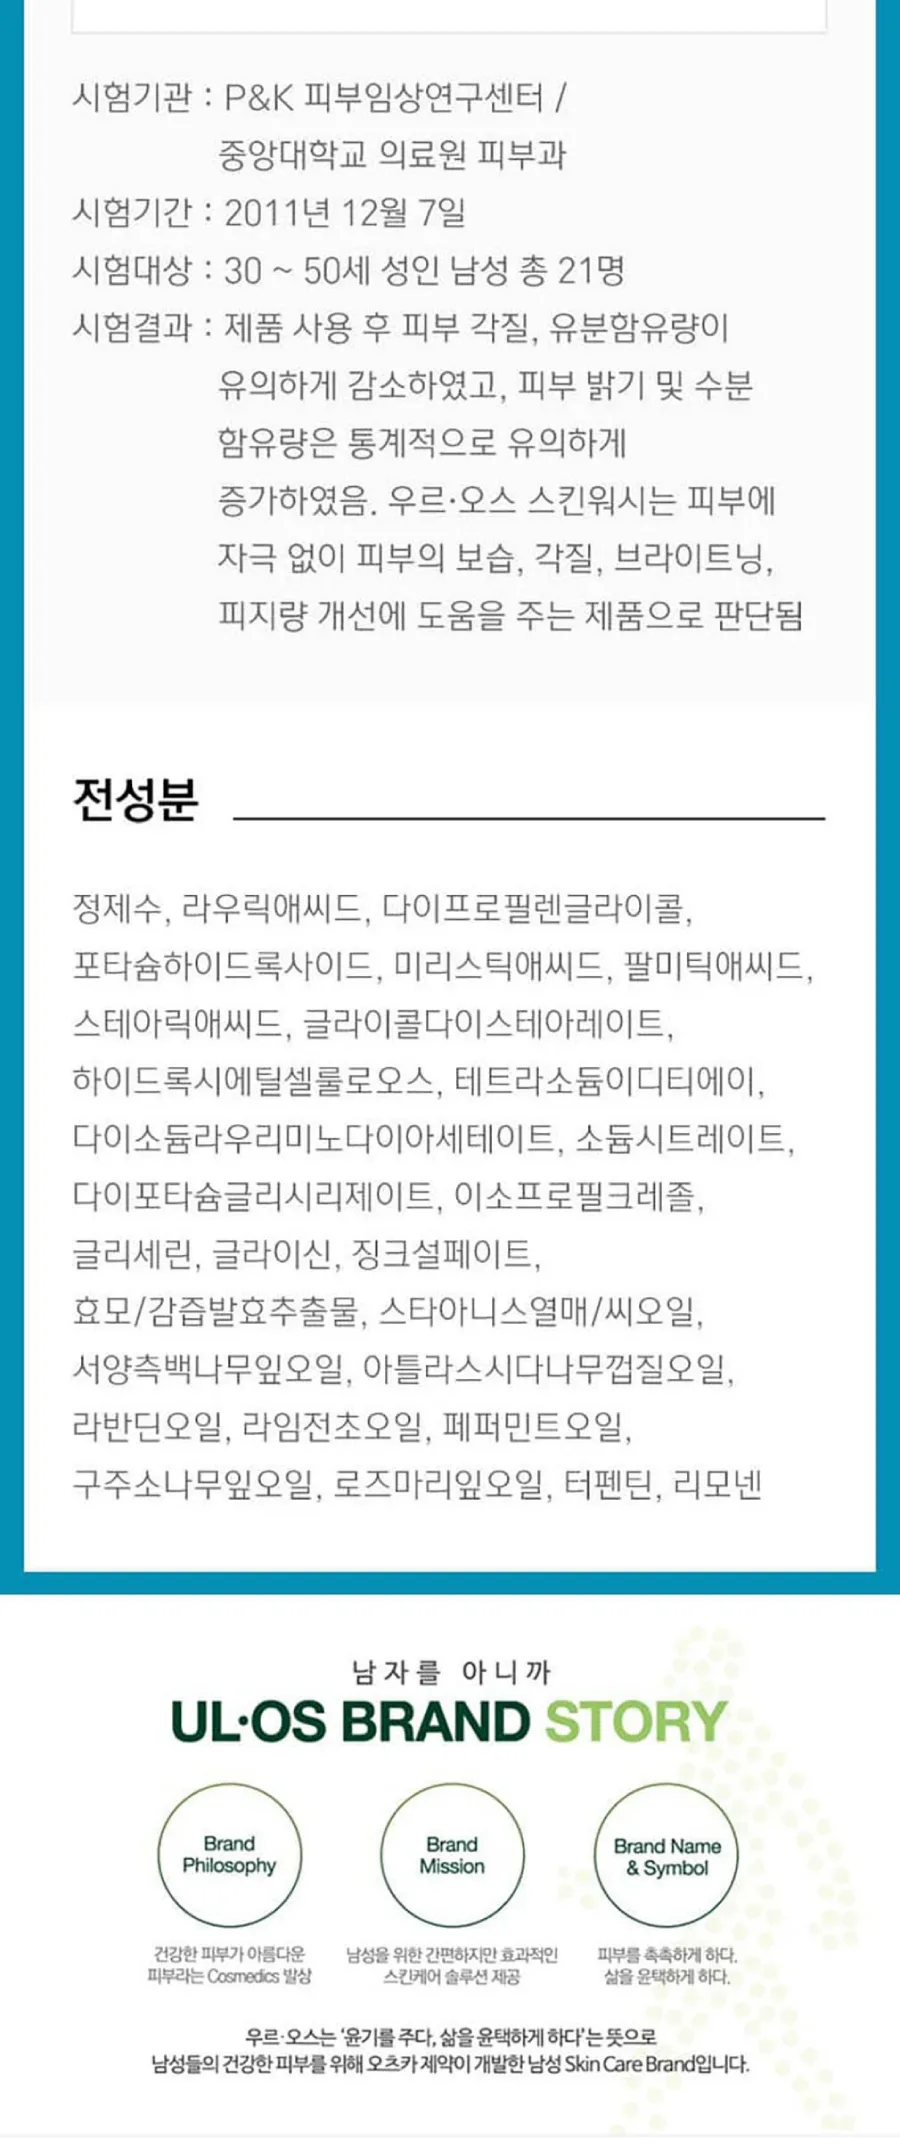 시험기관 : P&K 피부임상연구센터 /
중앙대학교 의료원 피부과
시험기간 : 2011년 12월 7일
시험대상 : 30 ~ 50세 성인 남성 총 21명
시험결과 : 제품 사용 후 피부 각질, 유분함유량이
유의하게 감소하였고, 피부 밝기 및 수분
함유량은 통계적으로 유의하게
증가하였음. 우르·오스 스킨워시는 피부에
자극 없이 피부의 보습, 각질, 브라이트닝,
피지량 개선에 도움을 주는 제품으로 판단됨
전성분
정제수, 라우릭애씨드, 다이프로필렌글라이콜,
포타슘하이드록사이드, 미리스틱애씨드, 팔미틱애씨드,
스테아릭애씨드, 글라이콜다이스테아레이트,
하이드록시에틸셀룰로오스, 테트라소듐이디티에이,
다이소듐라우리미노다이아세테이트, 소듐시트레이트,
다이포타슘글리시리제이트, 이소프로필크레졸,
글리세린, 글라이신, 징크설페이트,
효모/감즙발효추출물, 스타아니스열매/씨오일,
서양측백나무잎오일, 아틀라스시다나무껍질오일,
라반딘오일, 라임전초오일, 페퍼민트오일,
구주소나무잎오일, 로즈마리잎오일, 터펜틴, 리모넨
남자를 아니까
UL·OS BRAND STORY
Brand
Philosophy
건강한 피부가 아름다운
피부라는 Cosmedics 발상
Brand
Mission
남성을 위한 간편하지만 효과적인
스킨케어 솔루션 제공
Brand Name
& Symbol
피부를 촉촉하게 하다.
삶을 윤택하게 하다.
우르·오스는 '윤기를 주다, 삶을 윤택하게 하다'는 뜻으로
남성들의 건강한 피부를 위해 오츠카 제약이 개발한 남성 Skin Care Brand입니다.